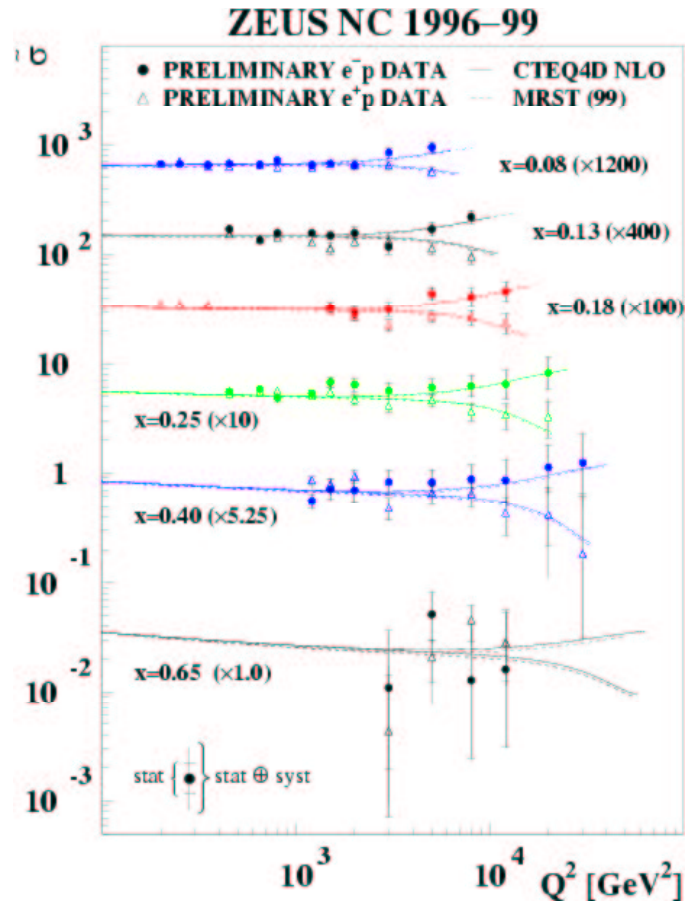 ZEUS NC 1996–99
σ̃
● PRELIMINARY e⁻p DATA — CTEQ4D NLO
△ PRELIMINARY e⁺p DATA ---- MRST (99)
10³
x=0.08 (×1200)
10²
x=0.13 (×400)
10
x=0.18 (×100)
x=0.25 (×10)
1
x=0.40 (×5.25)
10⁻¹
x=0.65 (×1.0)
10⁻²
stat { } stat ⊕ syst
10⁻³
10³ 10⁴
Q² [GeV²]